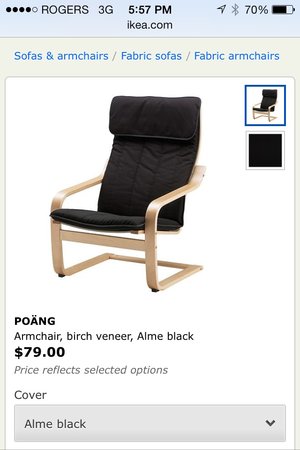 ROGERS 3G 5:57 PM 70%
ikea.com
Sofas & armchairs / Fabric sofas / Fabric armchairs
POÄNG
Armchair, birch veneer, Alme black
$79.00
Price reflects selected options
Cover
Alme black